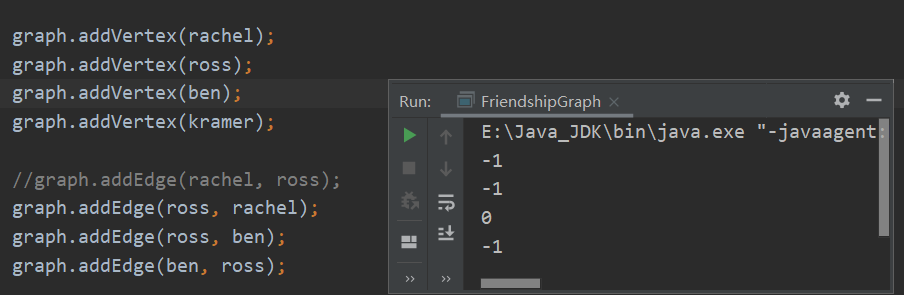 graph.addVertex(rachel);
graph.addVertex(ross);
graph.addVertex(ben);
graph.addVertex(kramer);
//graph.addEdge(rachel, ross);
graph.addEdge(ross, rachel);
graph.addEdge(ross, ben);
graph.addEdge(ben, ross);
Run: FriendshipGraph
E:\Java_JDK\bin\java.exe "-javaagent:
-1
-1
0
-1